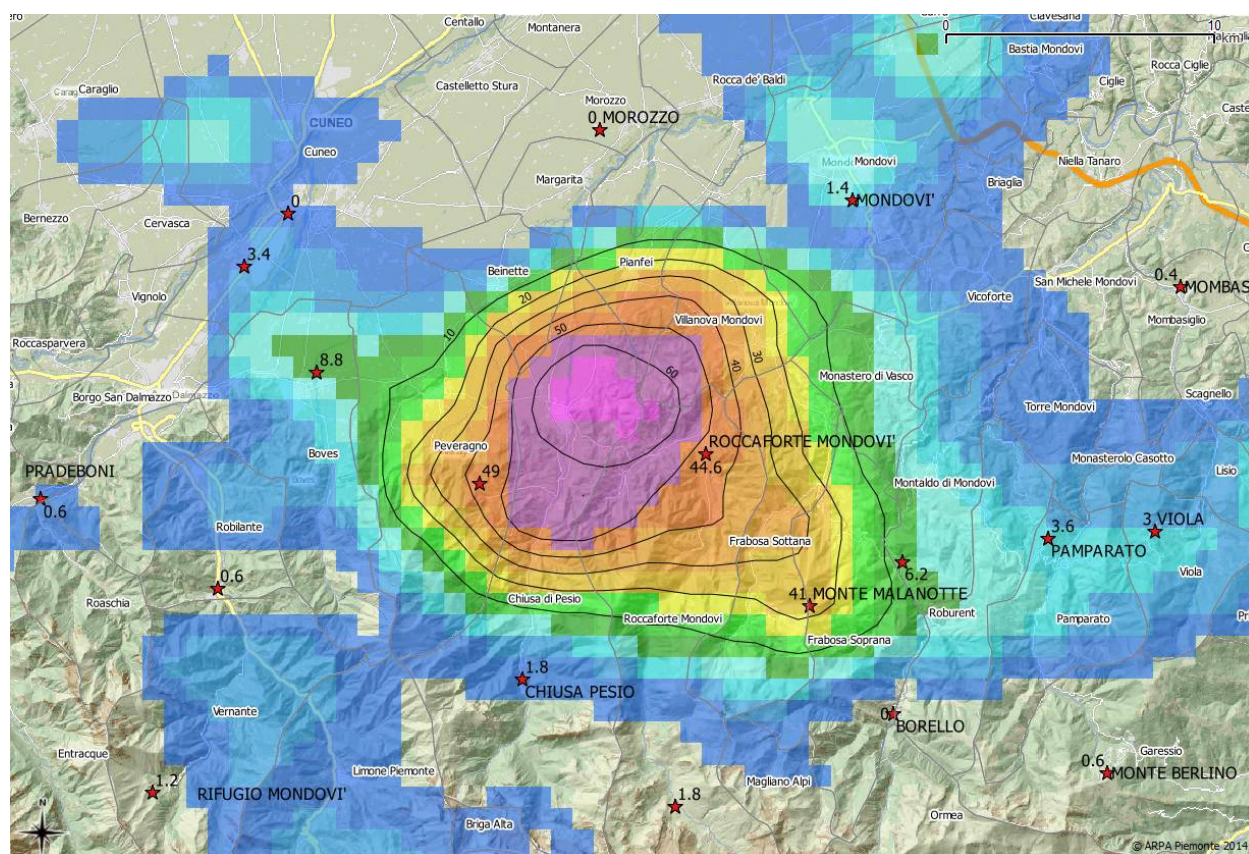 Centallo
Montanera
Clavesana
0
10
km
Bastia Mondovì
Rocca Ciglie
Ciglie
Rocca de' Baldi
Caraglio
Castelletto Stura
Morozzo
0 MOROZZO
CUNEO
Cuneo
Mondovì
Niella Tanaro
Margarita
Briaglia
1.4
MONDOVI'
Bernezzo
Cervasca
0
3.4
Pianfei
Beinette
San Michele Mondovì
0.4
MOMBAS
Vignolo
20
Vicoforte
Mombasiglio
Villanova Mondovì
Roccasparvera
10
50
30
40
8.8
60
Monastero di Vasco
Scagnello
Borgo San Dalmazzo
Dalmazzo
Torre Mondovì
Peveragno
ROCCAFORTE MONDOVI'
44.6
Boves
Monasterolo Casotto
Lisio
PRADEBONI
0.6
49
Montaldo di Mondovì
Robilante
Frabosa Sottana
3.6
PAMPARATO
3 VIOLA
6.2
Viola
0.6
Roaschia
Chiusa di Pesio
41 MONTE MALANOTTE
Roburent
Roccaforte Mondovì
Pamparato
Frabosa Soprana
1.8
CHIUSA PESIO
Vernante
0
BORELLO
Entracque
Garessio
Limone Piemonte
0.6
MONTE BERLINO
Magliano Alpi
1.2
RIFUGIO MONDOVI'
1.8
N
Briga Alta
Ormea
© ARPA Piemonte 2014